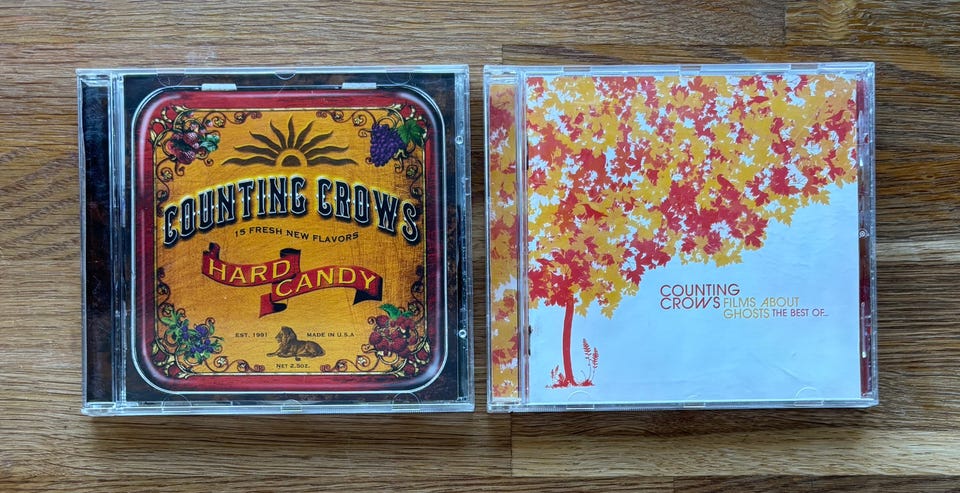 COUNTING CROWS
15 FRESH NEW FLAVORS
HARD
CANDY
EST. 1991 MADE IN U.S.A
NET 2.5OZ.
COUNTING
CROWS FILMS ABOUT
GHOSTS THE BEST OF...